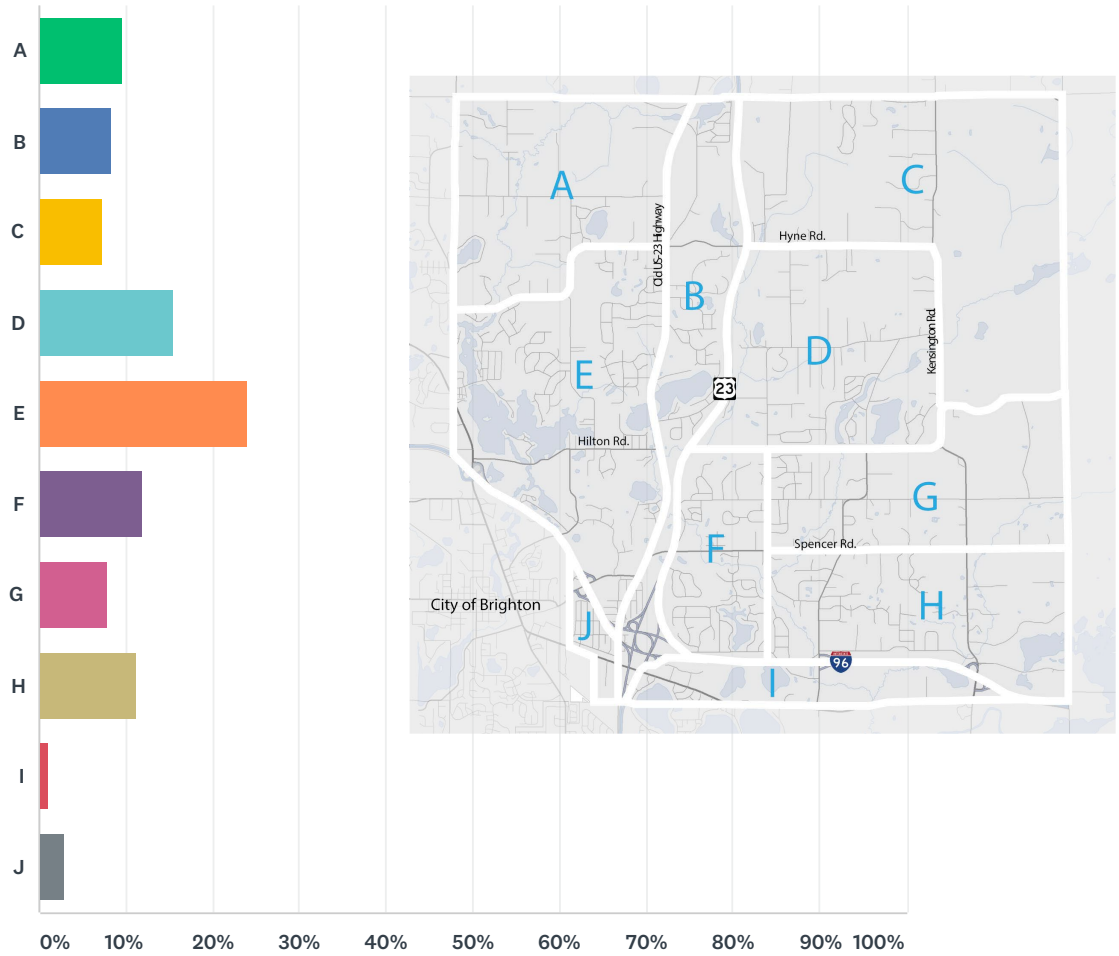 A
B
C
D
E
F
G
H
I
J
0% 10% 20% 30% 40% 50% 60% 70% 80% 90% 100%
A
C
Old US-23 Highway
Hyne Rd.
B
Kensington Rd.
D
E
23
Hilton Rd.
G
F
Spencer Rd.
City of Brighton
H
J
96
I